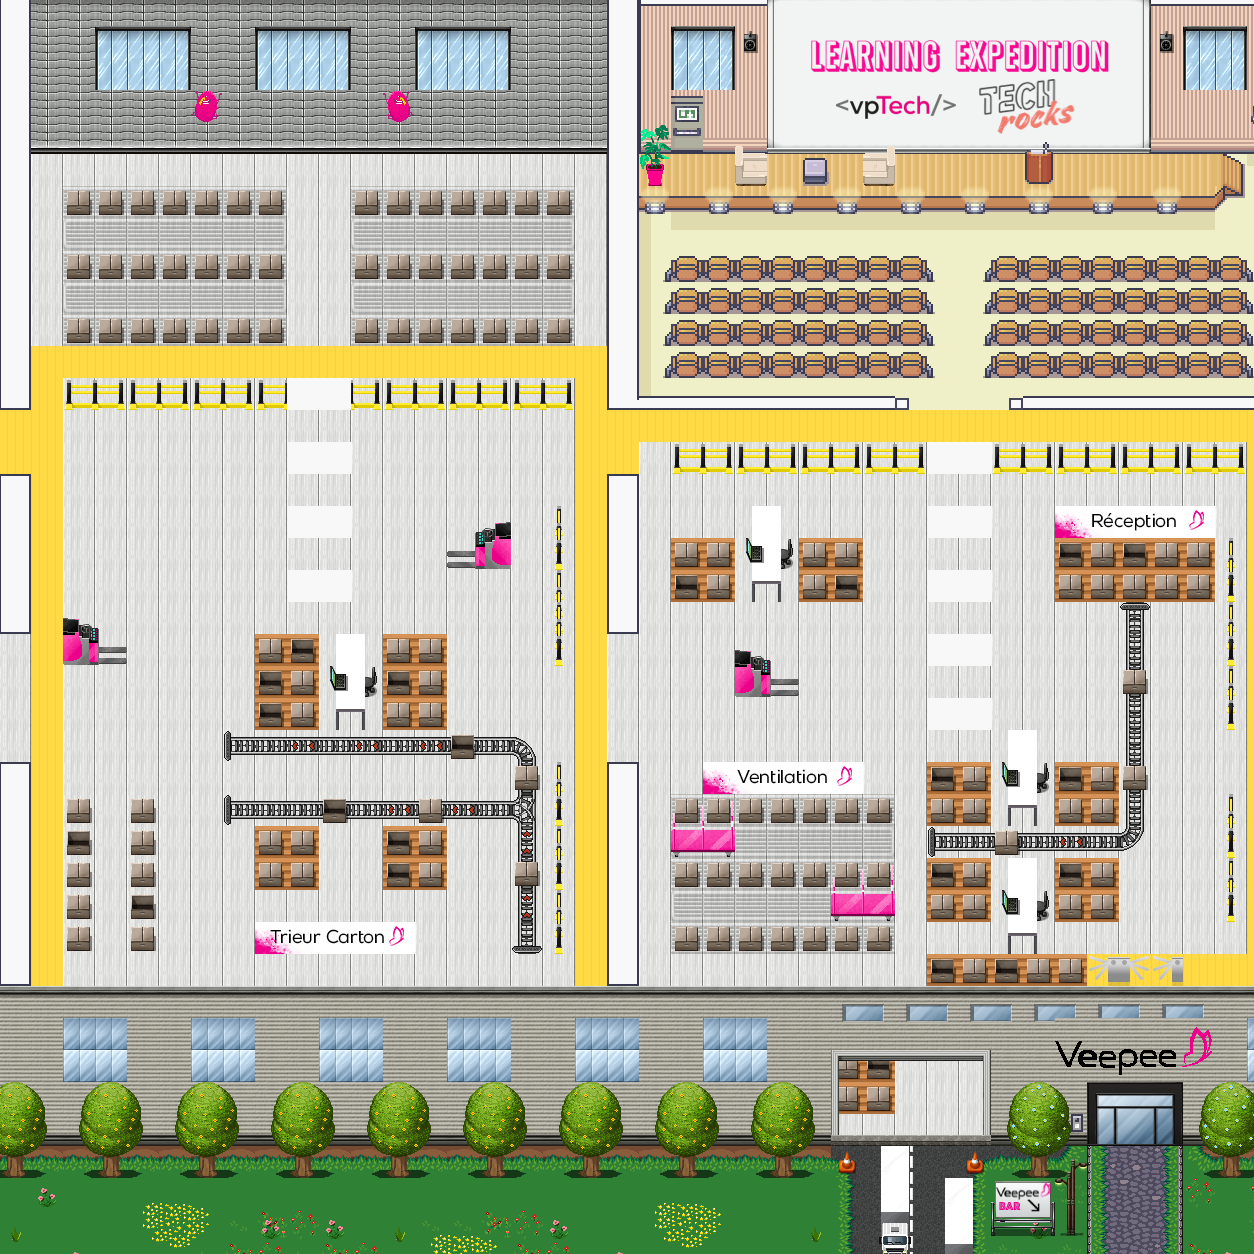 LEARNING EXPEDITION
<vpTech/>
TECH
rocks
Réception
Ventilation
Trieur Carton
Veepee
Veepee
BAR